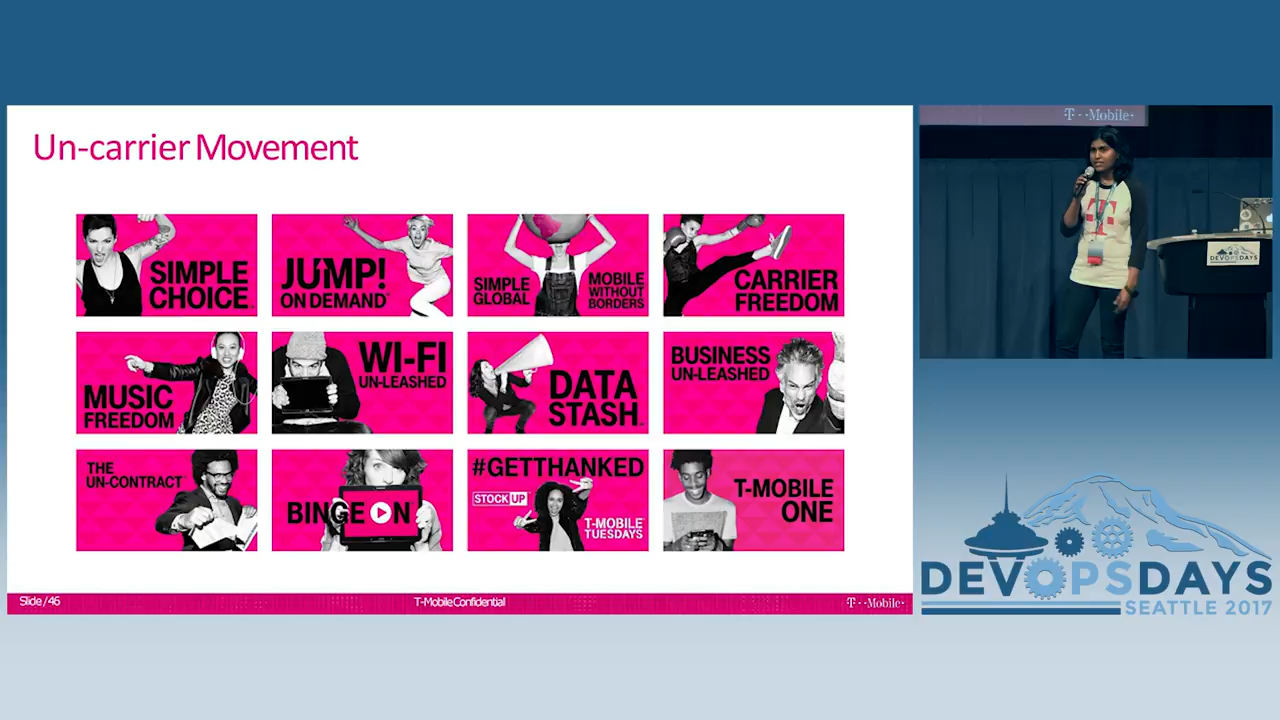 Un-carrier Movement
SIMPLE
CHOICE
JUMP!
ON DEMAND
SIMPLE
GLOBAL
MOBILE
WITHOUT
BORDERS
CARRIER
FREEDOM
MUSIC
FREEDOM
WI-FI
UN-LEASHED
DATA
STASH
BUSINESS
UN-LEASHED
THE
UN-CONTRACT
BINGE ON
#GETTHANKED
STOCK UP
T-MOBILE
TUESDAYS
T-MOBILE
ONE
Slide / 46
T-Mobile Confidential
T··Mobile·
T··Mobile·
T
DEVOPSDAYS
DEVOPSDAYS
SEATTLE 2017